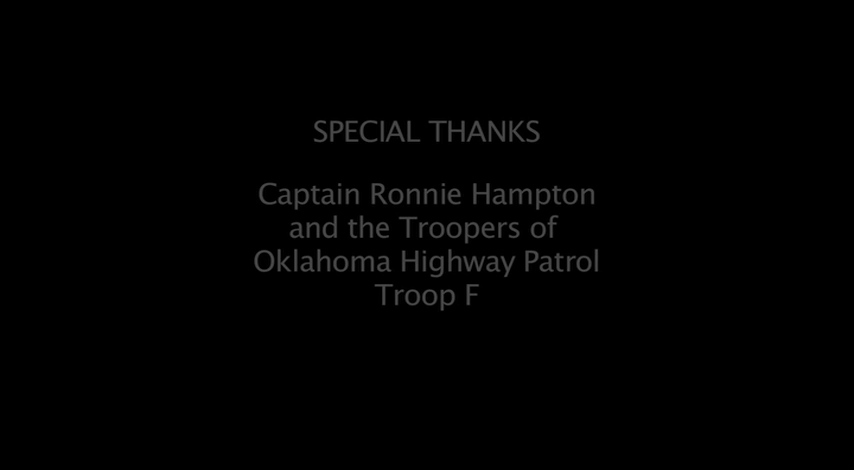 SPECIAL THANKS
Captain Ronnie Hampton
and the Troopers of
Oklahoma Highway Patrol
Troop F